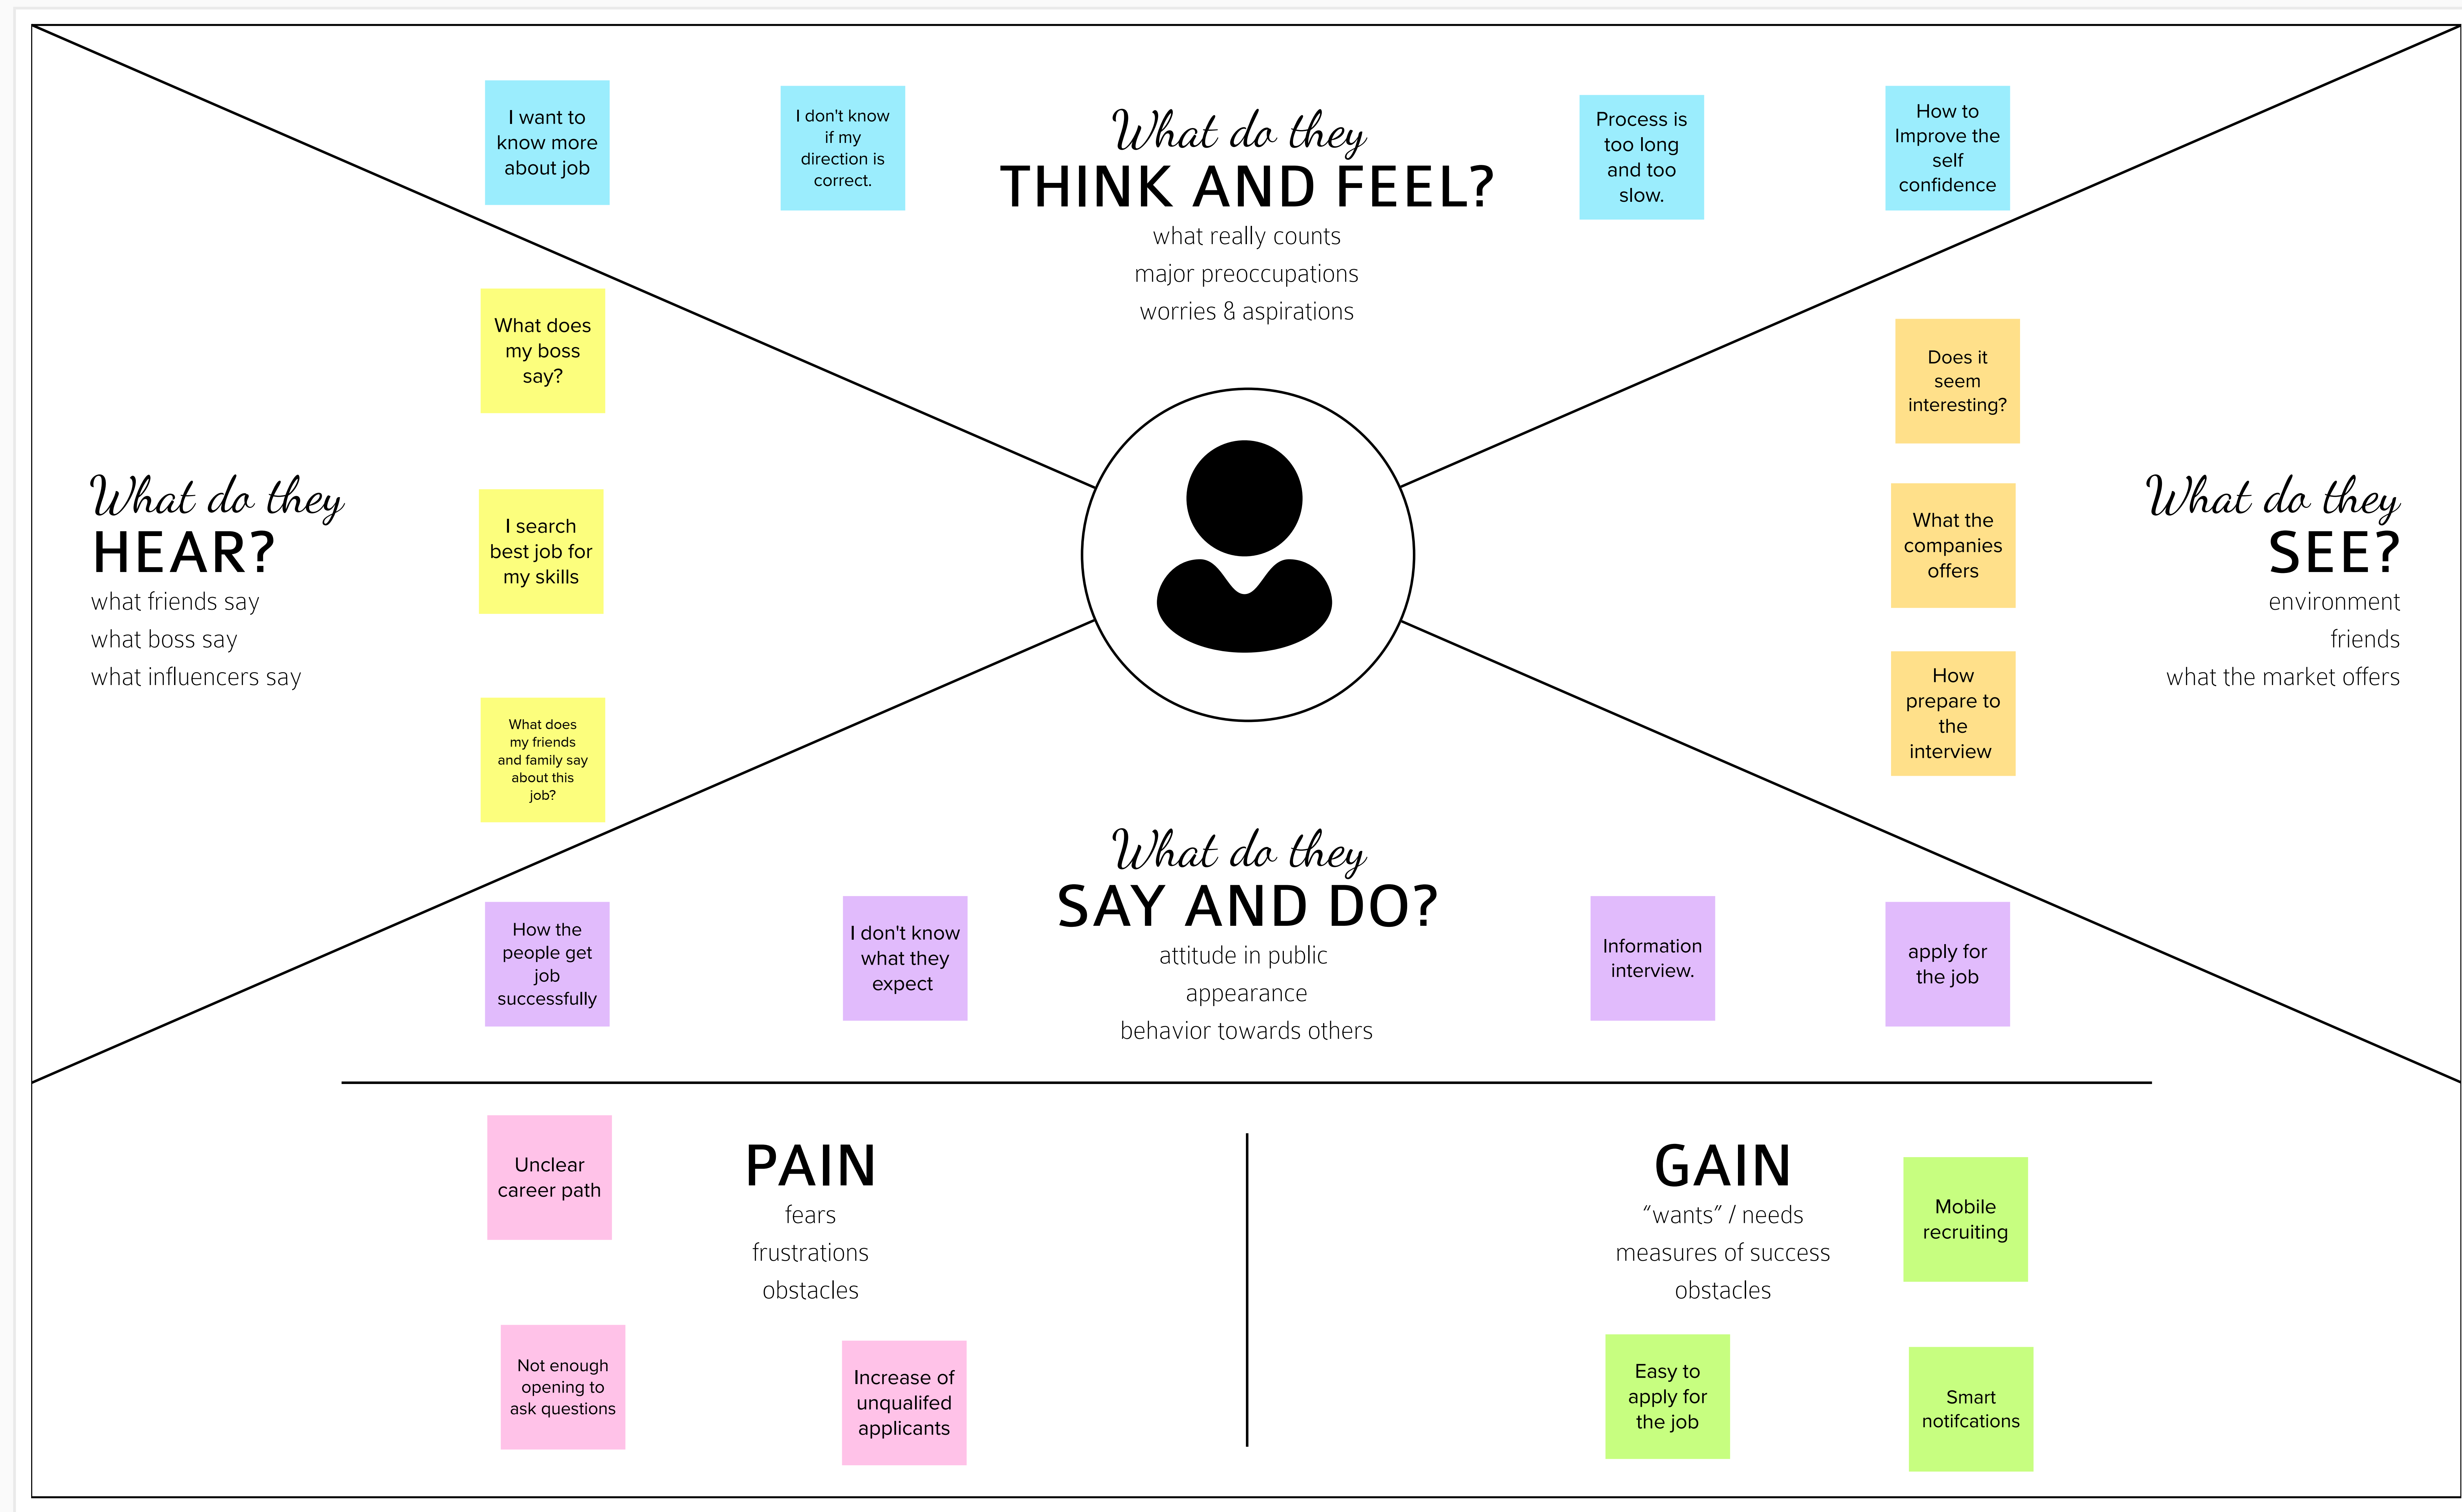 I want to
know more
about job
I don't know
if my
direction is
correct.
What do they
THINK AND FEEL?
what really counts
major preoccupations
worries & aspirations
Process is
too long
and too
slow.
How to
Improve the
self
confidence
What do they
HEAR?
what friends say
what boss say
what influencers say
What does
my boss
say?
I search
best job for
my skills
What does
my friends
and family say
about this
job?
Does it
seem
interesting?
What the
companies
offers
How
prepare to
the
interview
What do they
SEE?
environment
friends
what the market offers
How the
people get
job
successfully
I don't know
what they
expect
What do they
SAY AND DO?
attitude in public
appearance
behavior towards others
Information
interview.
apply for
the job
Unclear
career path
PAIN
fears
frustrations
obstacles
Not enough
opening to
ask questions
Increase of
unqualifed
applicants
GAIN
“wants” / needs
measures of success
obstacles
Mobile
recruiting
Easy to
apply for
the job
Smart
notifcations